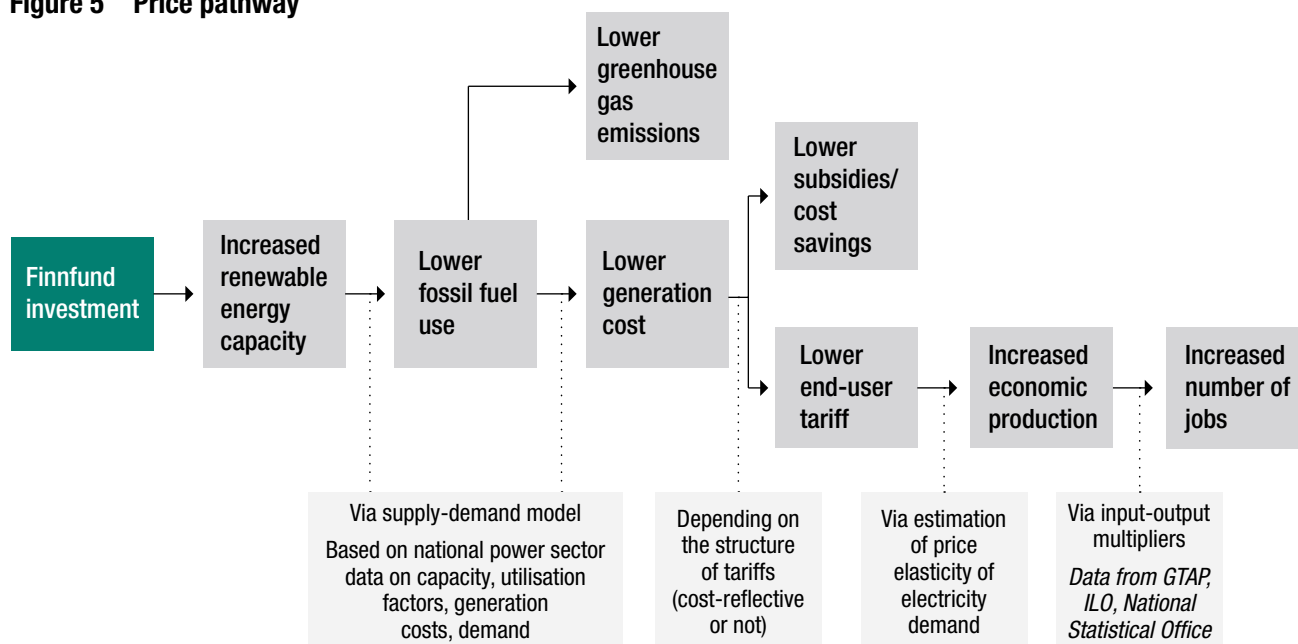 Figure 5 Price pathway
Lower
greenhouse
gas
emissions
Lower
subsidies/
cost
savings
Finnfund
investment
Increased
renewable
energy
capacity
Lower
fossil fuel
use
Lower
generation
cost
Lower
end-user
tariff
Increased
economic
production
Increased
number of
jobs
Via supply-demand model
Based on national power sector
data on capacity, utilisation
factors, generation
costs, demand
Depending on
the structure
of tariffs
(cost-reflective
or not)
Via estimation
of price
elasticity of
electricity
demand
Via input-output
multipliers
Data from GTAP,
ILO, National
Statistical Office